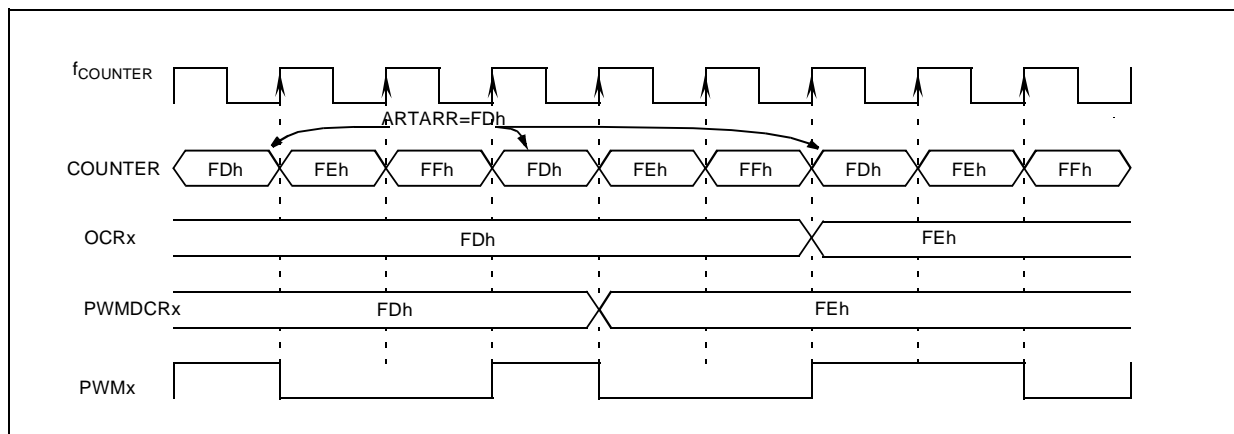 fCOUNTER
ARTARR=FDh
COUNTER FDh FEh FFh FDh FEh FFh FDh FEh FFh
OCRx FDh FEh
PWMDCRx FDh FEh
PWMx